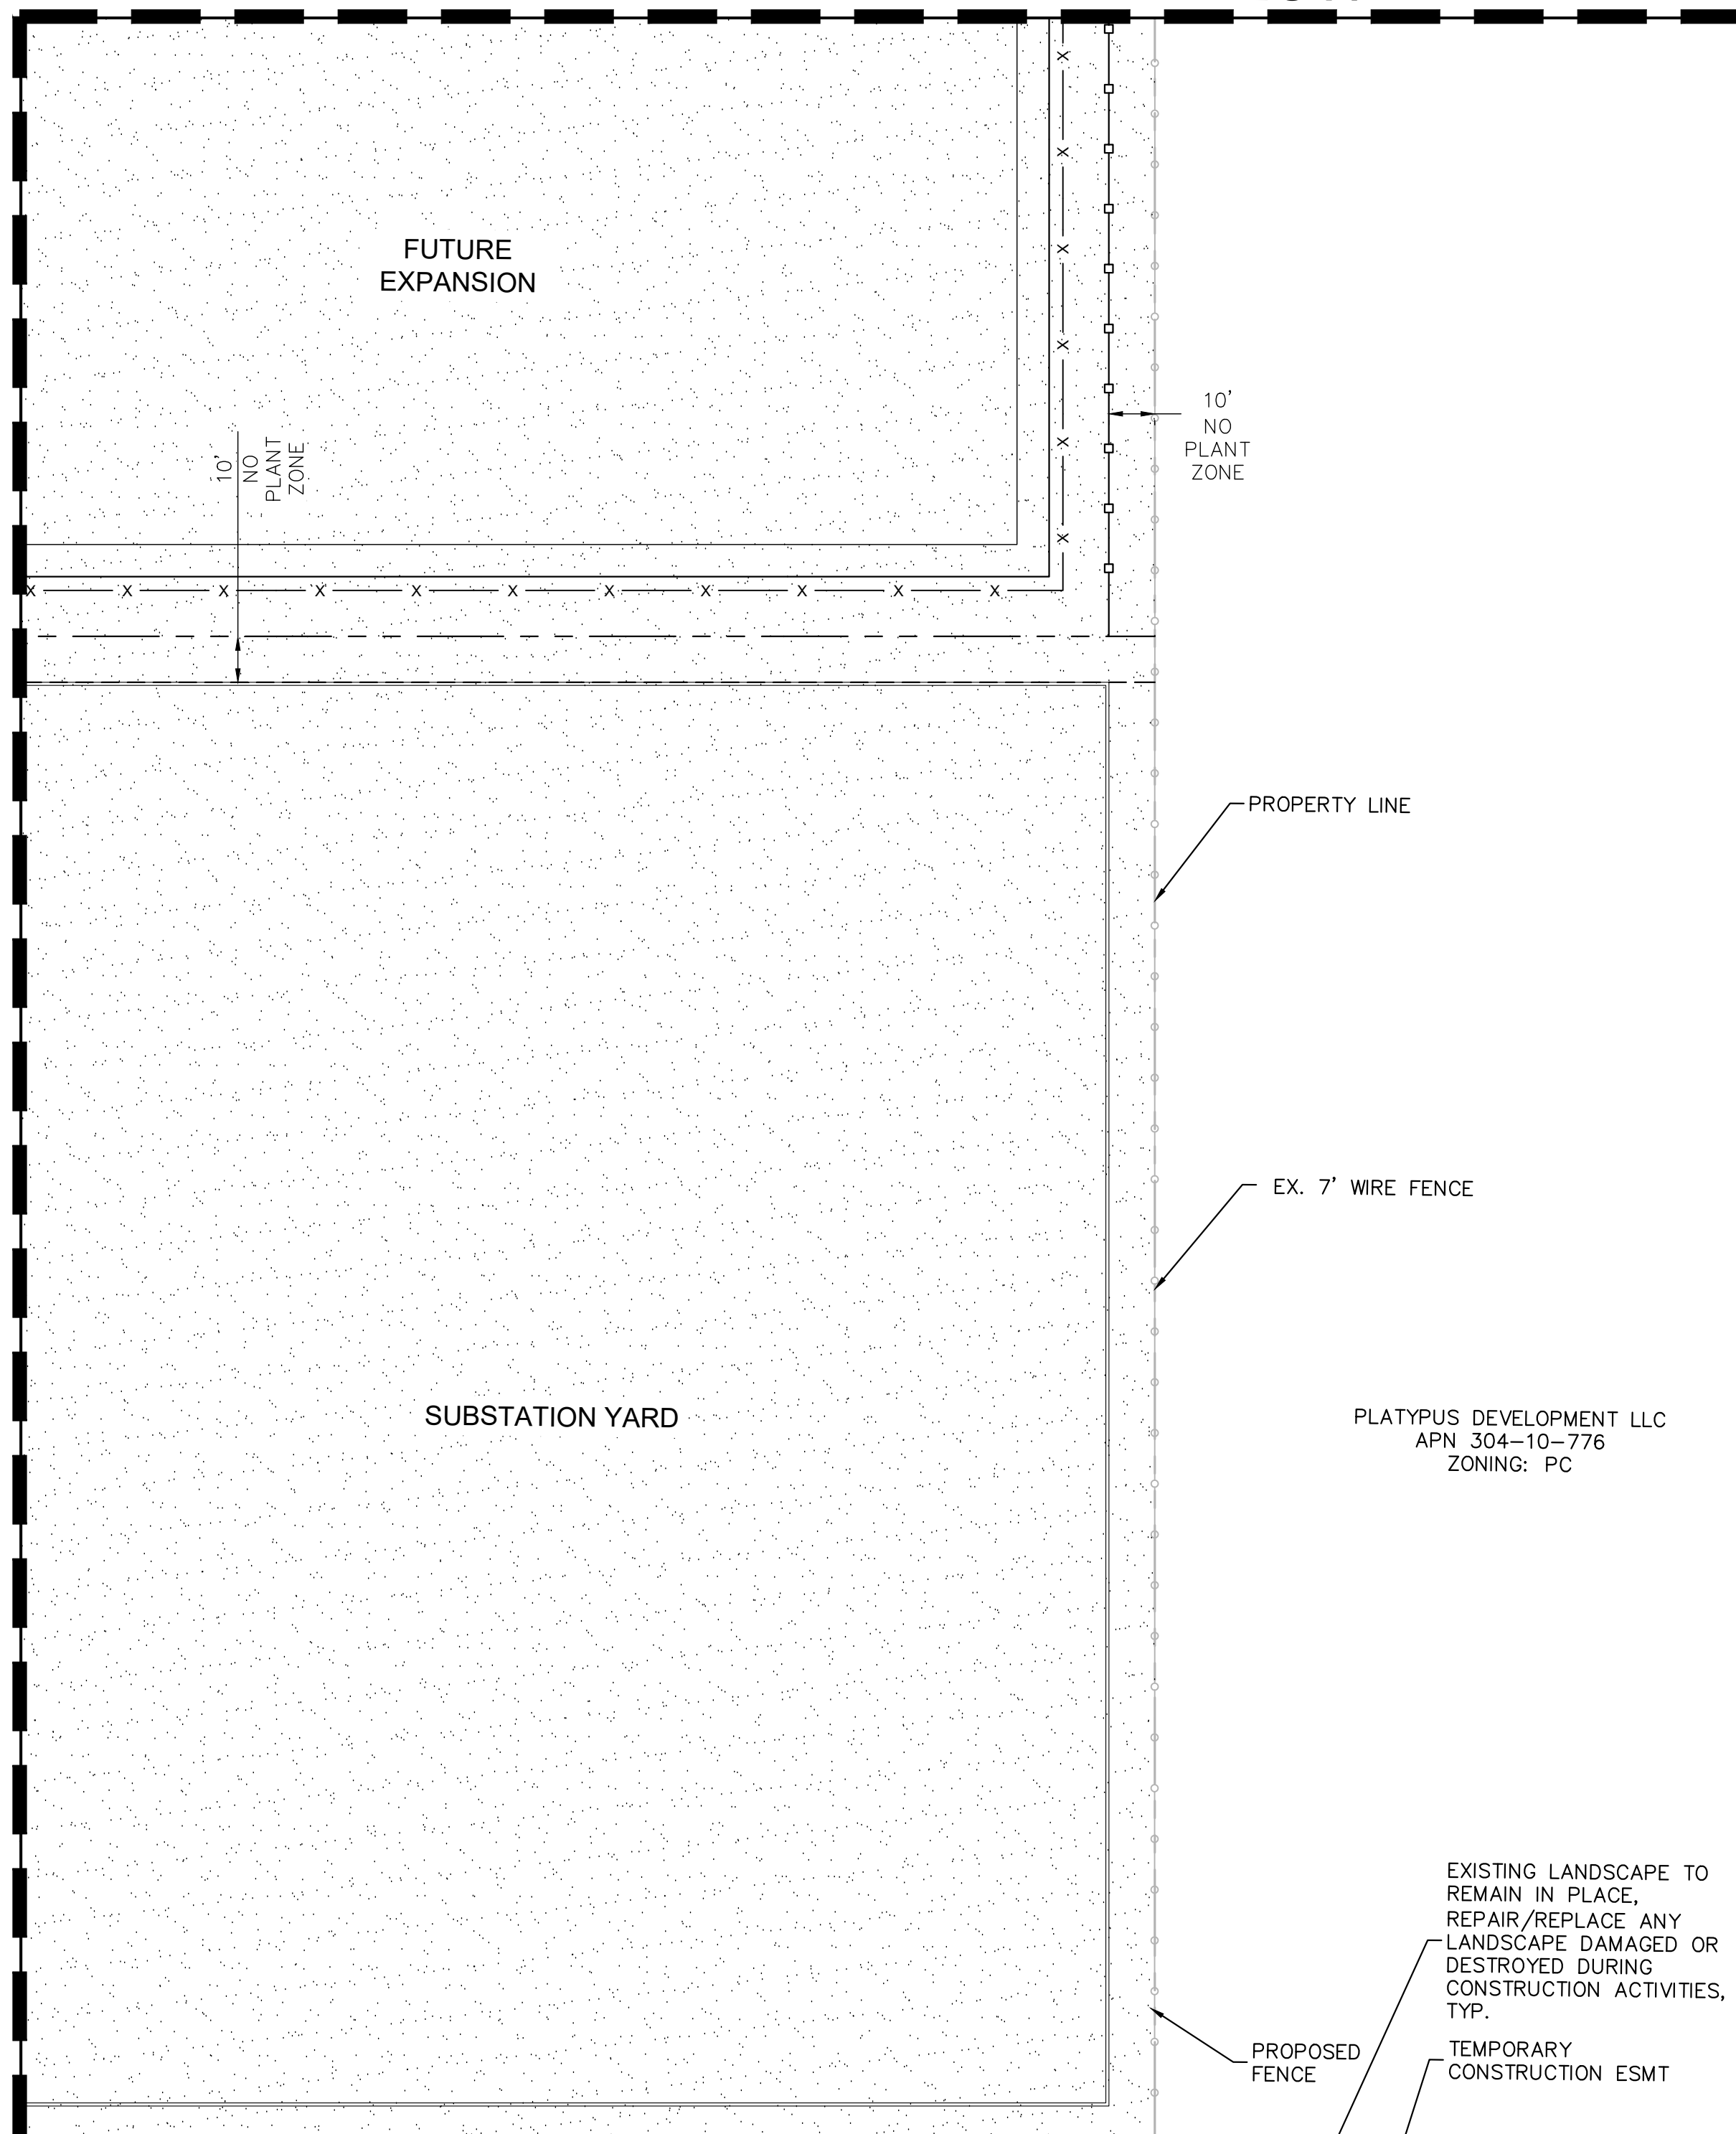 FUTURE
EXPANSION
10'
NO
PLANT
ZONE
10'
NO
PLANT
ZONE
PROPERTY LINE
EX. 7' WIRE FENCE
SUBSTATION YARD
PLATYPUS DEVELOPMENT LLC
APN 304-10-776
ZONING: PC
EXISTING LANDSCAPE TO
REMAIN IN PLACE,
REPAIR/REPLACE ANY
LANDSCAPE DAMAGED OR
DESTROYED DURING
CONSTRUCTION ACTIVITIES,
TYP.
PROPOSED
FENCE
TEMPORARY
CONSTRUCTION ESMT